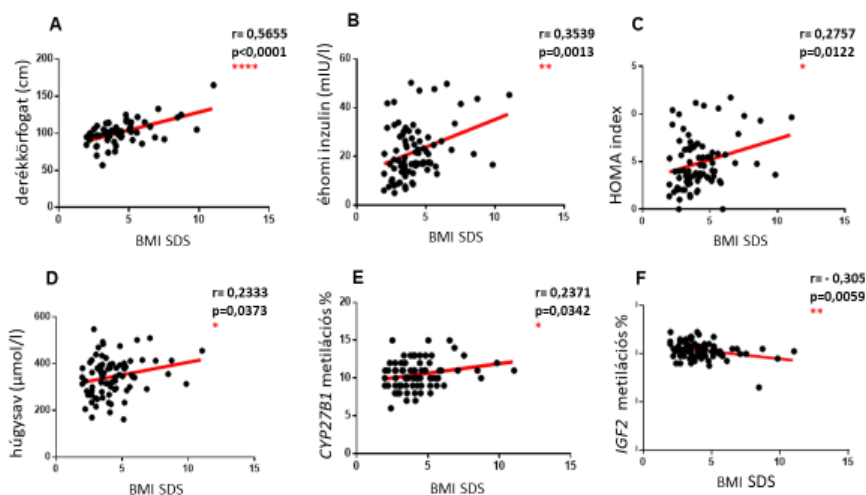 A
r= 0,5655
p<0,0001
****
derékkörfogat (cm)
200
150
100
50
0
0 5 10 15
BMI SDS
B
r= 0,3539
p=0,0013
**
éhomi inzulin (mIU/l)
60
40
20
0
0 5 10 15
BMI SDS
C
r= 0,2757
p=0,0122
*
HOMA index
5
0
5
0
0 5 10 15
BMI SDS
D
r= 0,2333
p=0,0373
*
húgysav (µmol/l)
600
400
200
0
0 5 10 15
BMI SDS
E
r= 0,2371
p=0,0342
*
CYP27B1 metilációs %
20
15
10
5
0
0 5 10 15
BMI SDS
F
r= - 0,305
p=0,0059
**
IGF2 metilációs %
0 5 10 15
BMI SDS